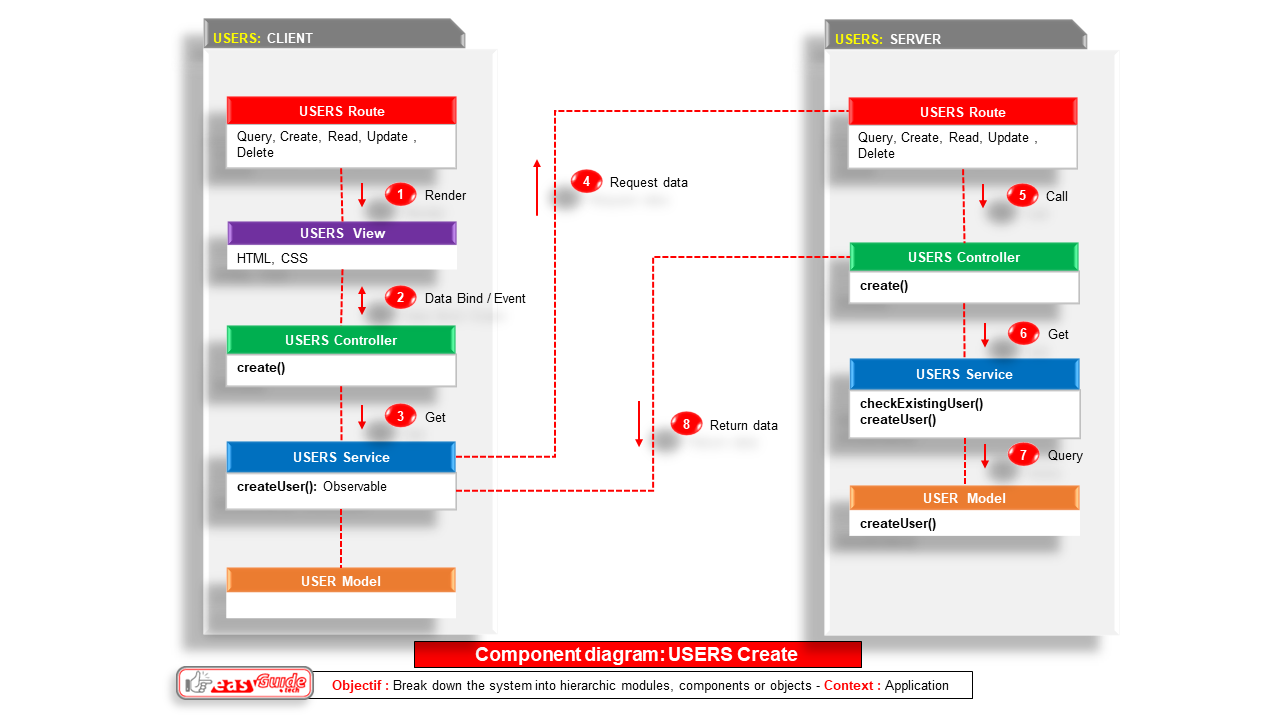 USERS: CLIENT
USERS Route
Query, Create, Read, Update ,
Delete
1 Render
USERS View
HTML, CSS
2 Data Bind / Event
USERS Controller
create()
3 Get
USERS Service
createUser(): Observable
USER Model
4 Request data
8 Return data
USERS: SERVER
USERS Route
Query, Create, Read, Update ,
Delete
5 Call
USERS Controller
create()
6 Get
USERS Service
checkExistingUser()
createUser()
7 Query
USER Model
createUser()
Component diagram: USERS Create
easyGuide
.tech
Objectif : Break down the system into hierarchic modules, components or objects - Context : Application